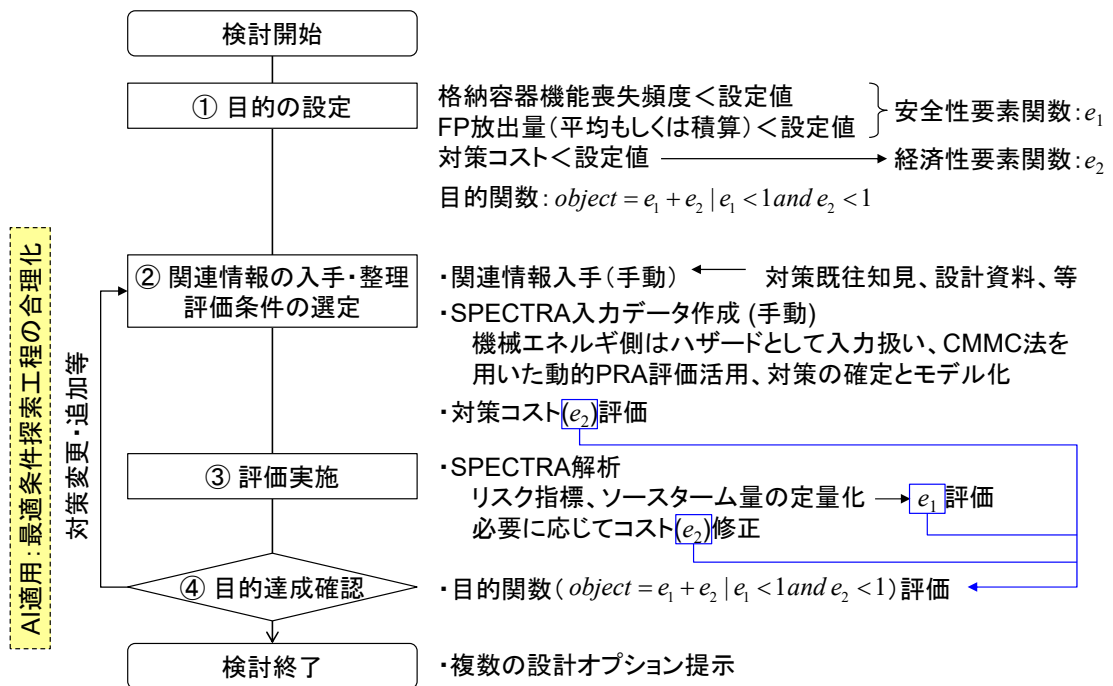 検討開始
① 目的の設定
格納容器機能喪失頻度＜設定値
FP放出量（平均もしくは積算）＜設定値
安全性要素関数：e₁
対策コスト＜設定値
経済性要素関数：e₂
目的関数：object = e₁ + e₂ | e₁ < 1 and e₂ < 1
AI適用：最適条件探索工程の合理化
対策変更・追加等
② 関連情報の入手・整理
評価条件の選定
・関連情報入手（手動）
対策既往知見、設計資料、等
・SPECTRA入力データ作成 (手動)
機械エネルギ側はハザードとして入力扱い、CMMC法を
用いた動的PRA評価活用、対策の確定とモデル化
・対策コスト(e₂)評価
③ 評価実施
・SPECTRA解析
リスク指標、ソースターム量の定量化
e₁評価
必要に応じてコスト(e₂)修正
④ 目的達成確認
・目的関数（object = e₁ + e₂ | e₁ < 1 and e₂ < 1）評価
検討終了
・複数の設計オプション提示